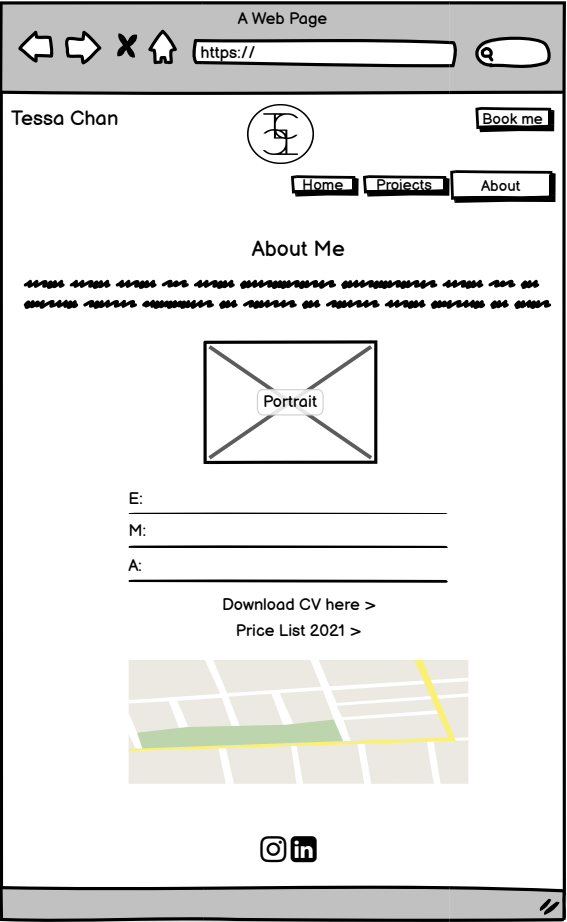 A Web Page
https://
Tessa Chan
Book me
Home Projects About
About Me
Portrait
E:
M:
A:
Download CV here >
Price List 2021 >
in